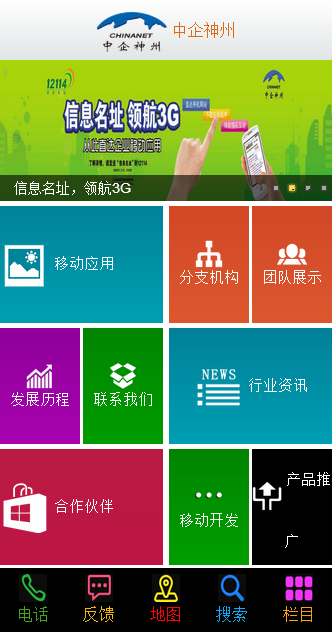 CHINANET
中企神州
中企神州
12114
中企神州
信息名址 领航3G
从此直达企业移动应用
信息名址，领航3G
移动应用
分支机构
团队展示
发展历程
联系我们
NEWS
行业资讯
合作伙伴
移动开发
产品推
广
电话
反馈
地图
搜索
栏目